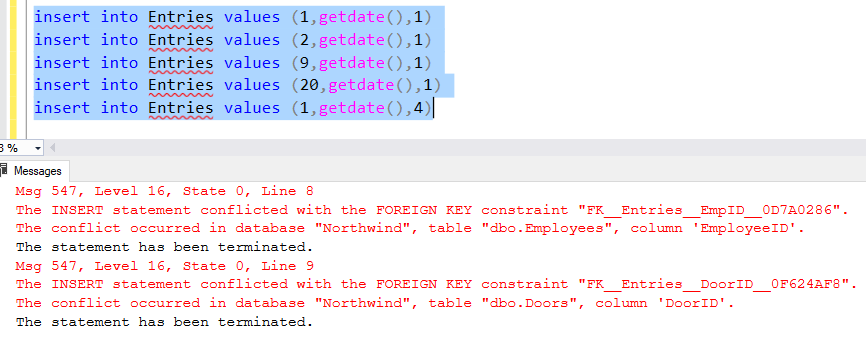 insert into Entries values (1,getdate(),1)
insert into Entries values (2,getdate(),1)
insert into Entries values (9,getdate(),1)
insert into Entries values (20,getdate(),1)
insert into Entries values (1,getdate(),4)
3 %
Messages
Msg 547, Level 16, State 0, Line 8
The INSERT statement conflicted with the FOREIGN KEY constraint "FK__Entries__EmpID__0D7A0286".
The conflict occurred in database "Northwind", table "dbo.Employees", column 'EmployeeID'.
The statement has been terminated.
Msg 547, Level 16, State 0, Line 9
The INSERT statement conflicted with the FOREIGN KEY constraint "FK__Entries__DoorID__0F624AF8".
The conflict occurred in database "Northwind", table "dbo.Doors", column 'DoorID'.
The statement has been terminated.